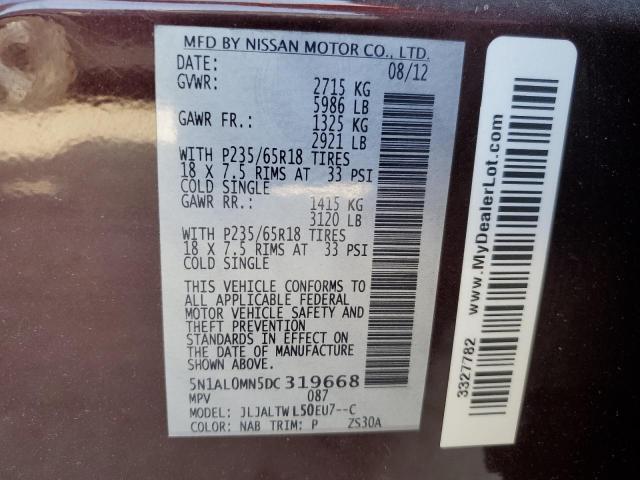 MFD BY NISSAN MOTOR CO., LTD.
DATE: 08/12
GVWR: 2715 KG
5986 LB
GAWR FR.: 1325 KG
2921 LB
WITH P235/65R18 TIRES
18 X 7.5 RIMS AT 33 PSI
COLD SINGLE
GAWR RR.: 1415 KG
3120 LB
WITH P235/65R18 TIRES
18 X 7.5 RIMS AT 33 PSI
COLD SINGLE
THIS VEHICLE CONFORMS TO
ALL APPLICABLE FEDERAL
MOTOR VEHICLE SAFETY AND
THEFT PREVENTION
STANDARDS IN EFFECT ON
THE DATE OF MANUFACTURE
SHOWN ABOVE.
5N1AL0MN5DC319668
MPV 087
MODEL: JLJALTWL50EU7--C
COLOR: NAB TRIM: P ZS30A
www.MyDealerLot.com
3327782